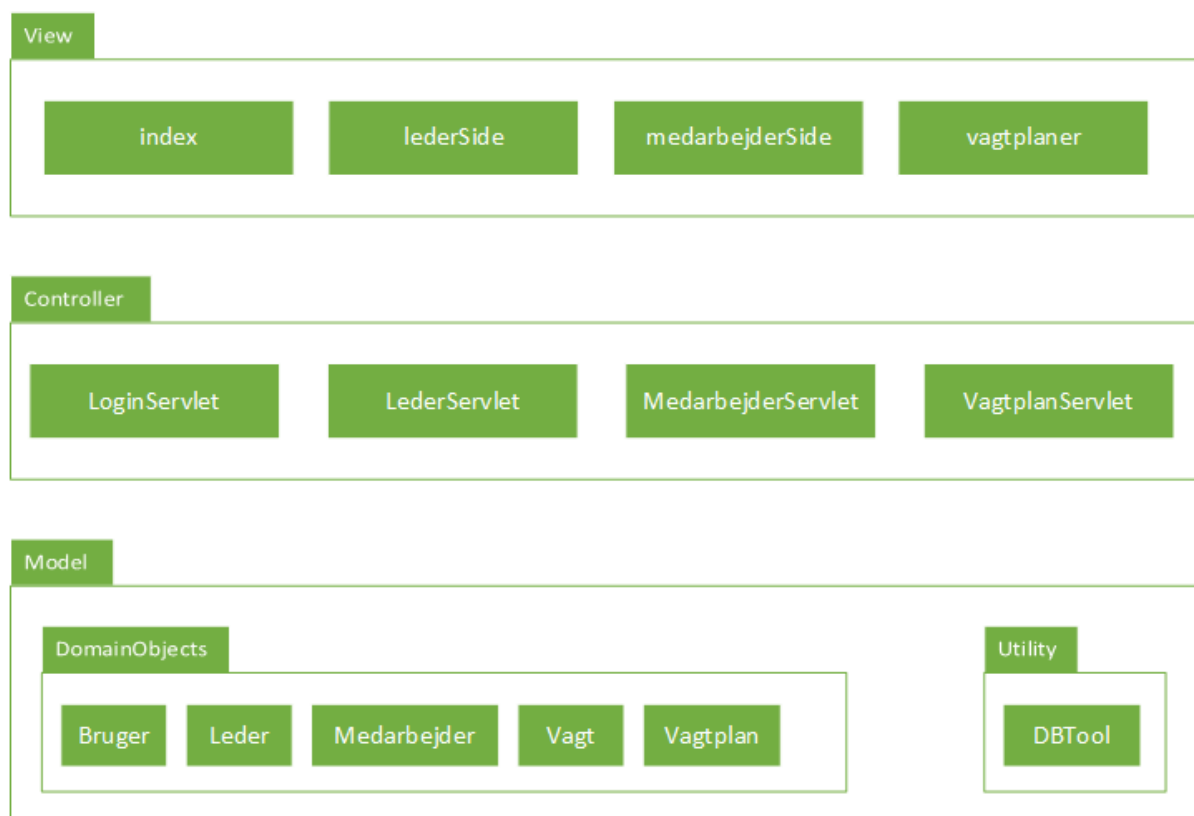 View
index
lederSide
medarbejderSide
vagtplaner
Controller
LoginServlet
LederServlet
MedarbejderServlet
VagtplanServlet
Model
DomainObjects
Bruger
Leder
Medarbejder
Vagt
Vagtplan
Utility
DBTool